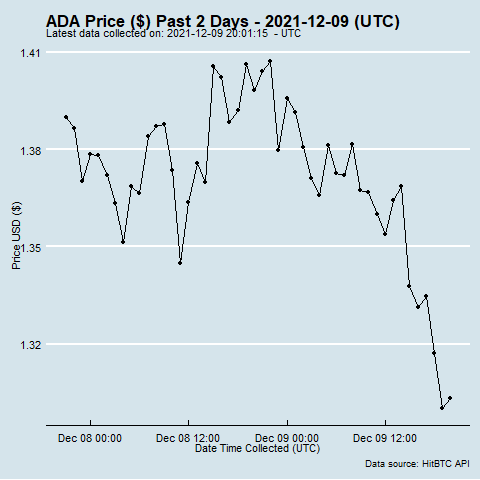 ADA Price ($) Past 2 Days - 2021-12-09 (UTC)
Latest data collected on: 2021-12-09 20:01:15 - UTC
1.41
1.38
1.35
1.32
Price USD ($)
Dec 08 00:00 Dec 08 12:00 Dec 09 00:00 Dec 09 12:00
Date Time Collected (UTC)
Data source: HitBTC API